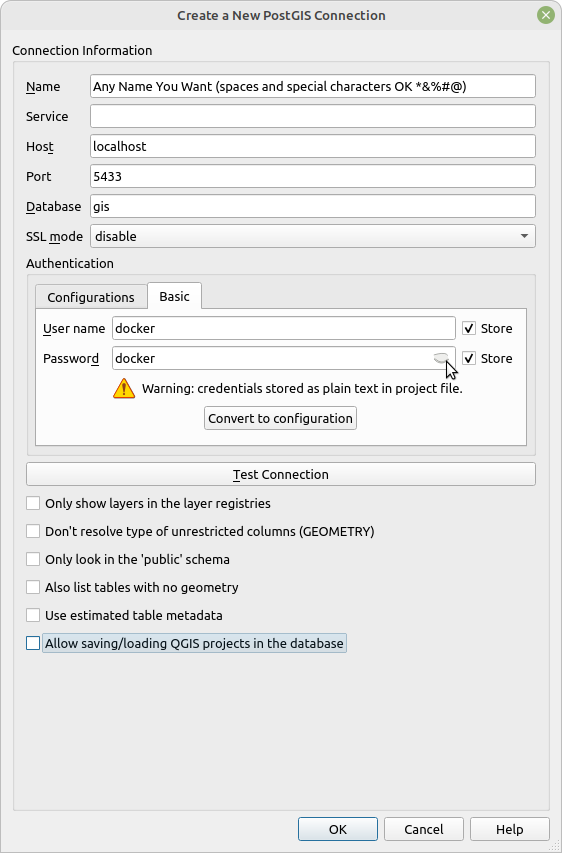 Create a New PostGIS Connection
Connection Information
Name Any Name You Want (spaces and special characters OK *&%#@)
Service
Host localhost
Port 5433
Database gis
SSL mode disable
Authentication
Configurations Basic
User name docker Store
Password docker Store
Warning: credentials stored as plain text in project file.
Convert to configuration
Test Connection
Only show layers in the layer registries
Don't resolve type of unrestricted columns (GEOMETRY)
Only look in the 'public' schema
Also list tables with no geometry
Use estimated table metadata
Allow saving/loading QGIS projects in the database
OK Cancel Help